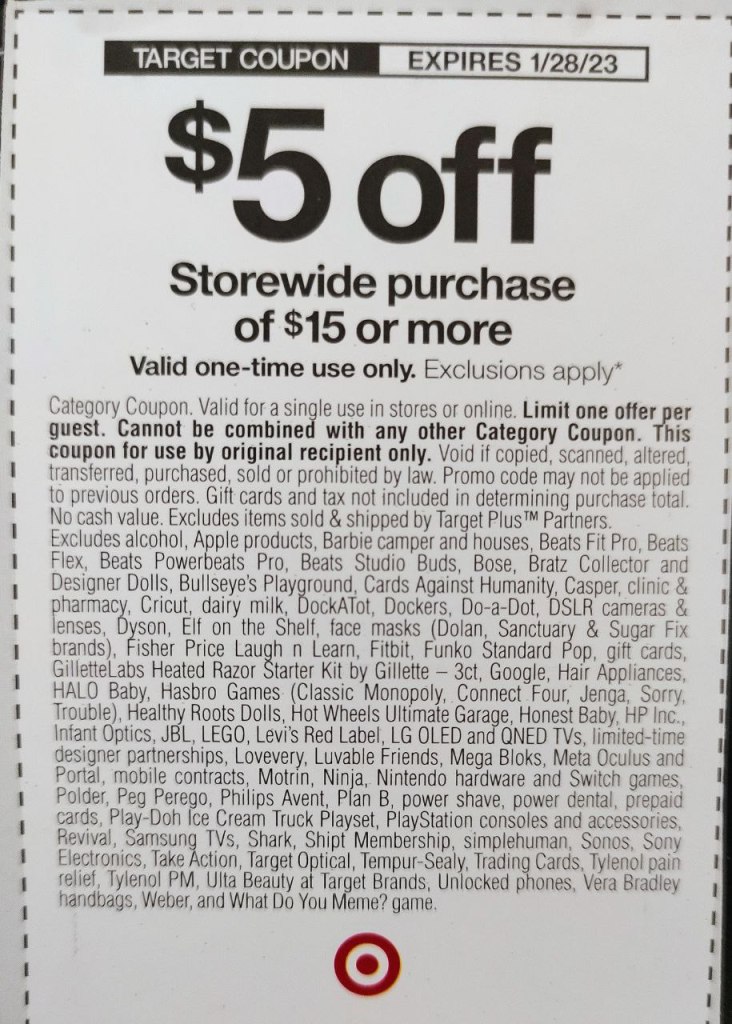 TARGET COUPON EXPIRES 1/28/23
$5 off
Storewide purchase
of $15 or more
Valid one-time use only. Exclusions apply*
Category Coupon. Valid for a single use in stores or online. Limit one offer per
guest. Cannot be combined with any other Category Coupon. This
coupon for use by original recipient only. Void if copied, scanned, altered,
transferred, purchased, sold or prohibited by law. Promo code may not be applied
to previous orders. Gift cards and tax not included in determining purchase total.
No cash value. Excludes items sold & shipped by Target Plus™ Partners.
Excludes alcohol, Apple products, Barbie camper and houses, Beats Fit Pro, Beats
Flex, Beats Powerbeats Pro, Beats Studio Buds, Bose, Bratz Collector and
Designer Dolls, Bullseye's Playground, Cards Against Humanity, Casper, clinic &
pharmacy, Cricut, dairy milk, DockATot, Dockers, Do-a-Dot, DSLR cameras &
lenses, Dyson, Elf on the Shelf, face masks (Dolan, Sanctuary & Sugar Fix
brands), Fisher Price Laugh n Learn, Fitbit, Funko Standard Pop, gift cards,
GilletteLabs Heated Razor Starter Kit by Gillette – 3ct, Google, Hair Appliances,
HALO Baby, Hasbro Games (Classic Monopoly, Connect Four, Jenga, Sorry,
Trouble), Healthy Roots Dolls, Hot Wheels Ultimate Garage, Honest Baby, HP Inc.,
Infant Optics, JBL, LEGO, Levi's Red Label, LG OLED and QNED TVs, limited-time
designer partnerships, Lovevery, Luvable Friends, Mega Bloks, Meta Oculus and
Portal, mobile contracts, Motrin, Ninja, Nintendo hardware and Switch games,
Polder, Peg Perego, Philips Avent, Plan B, power shave, power dental, prepaid
cards, Play-Doh Ice Cream Truck Playset, PlayStation consoles and accessories,
Revival, Samsung TVs, Shark, Shipt Membership, simplehuman, Sonos, Sony
Electronics, Take Action, Target Optical, Tempur-Sealy, Trading Cards, Tylenol pain
relief, Tylenol PM, Ulta Beauty at Target Brands, Unlocked phones, Vera Bradley
handbags, Weber, and What Do You Meme? game.